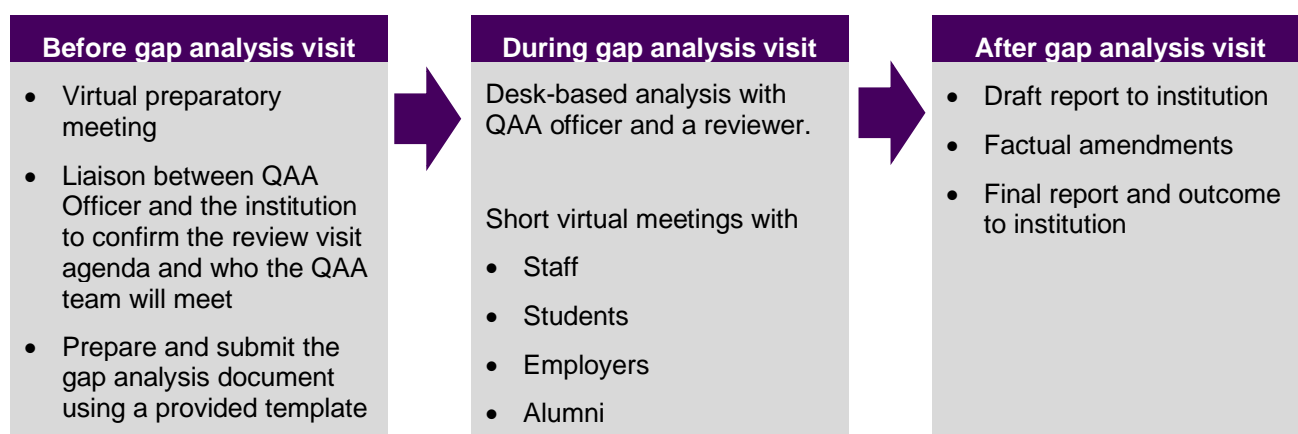 Before gap analysis visit
• Virtual preparatory
meeting
• Liaison between QAA
Officer and the institution
to confirm the review visit
agenda and who the QAA
team will meet
• Prepare and submit the
gap analysis document
using a provided template
During gap analysis visit
Desk-based analysis with
QAA officer and a reviewer.
Short virtual meetings with
• Staff
• Students
• Employers
• Alumni
After gap analysis visit
• Draft report to institution
• Factual amendments
• Final report and outcome
to institution